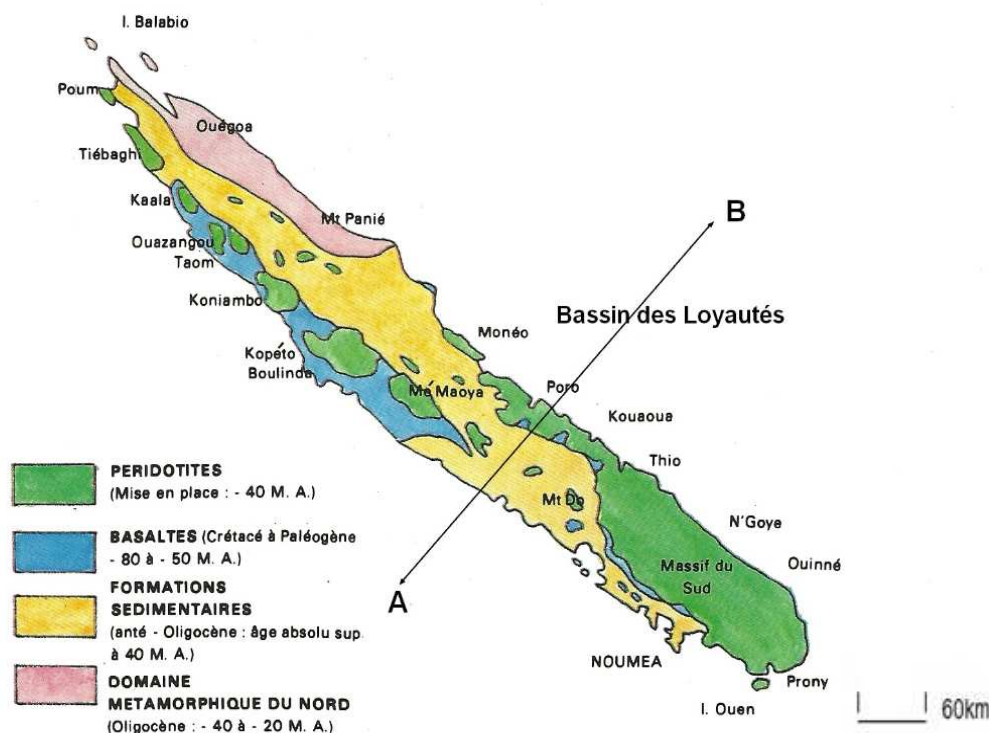 I. Balabio
Poum
Ouégoa
Tiébaghi
Kaala
Mt Panié
B
Ouazangou
Taom
Koniambo
Bassin des Loyautés
Monéo
Kopéto
Boulinda
Mé Maoya
Poro
Kouaoua
Thio
Mt Do
N'Goye
Massif du
Sud
Ouinné
A
NOUMEA
Prony
I. Ouen
PERIDOTITES
(Mise en place : - 40 M. A.)
BASALTES (Crétacé à Paléogène
- 80 à - 50 M. A.)
FORMATIONS
SEDIMENTAIRES
(anté - Oligocène : âge absolu sup.
à 40 M. A.)
DOMAINE
METAMORPHIQUE DU NORD
(Oligocène : - 40 à - 20 M. A.)
60km